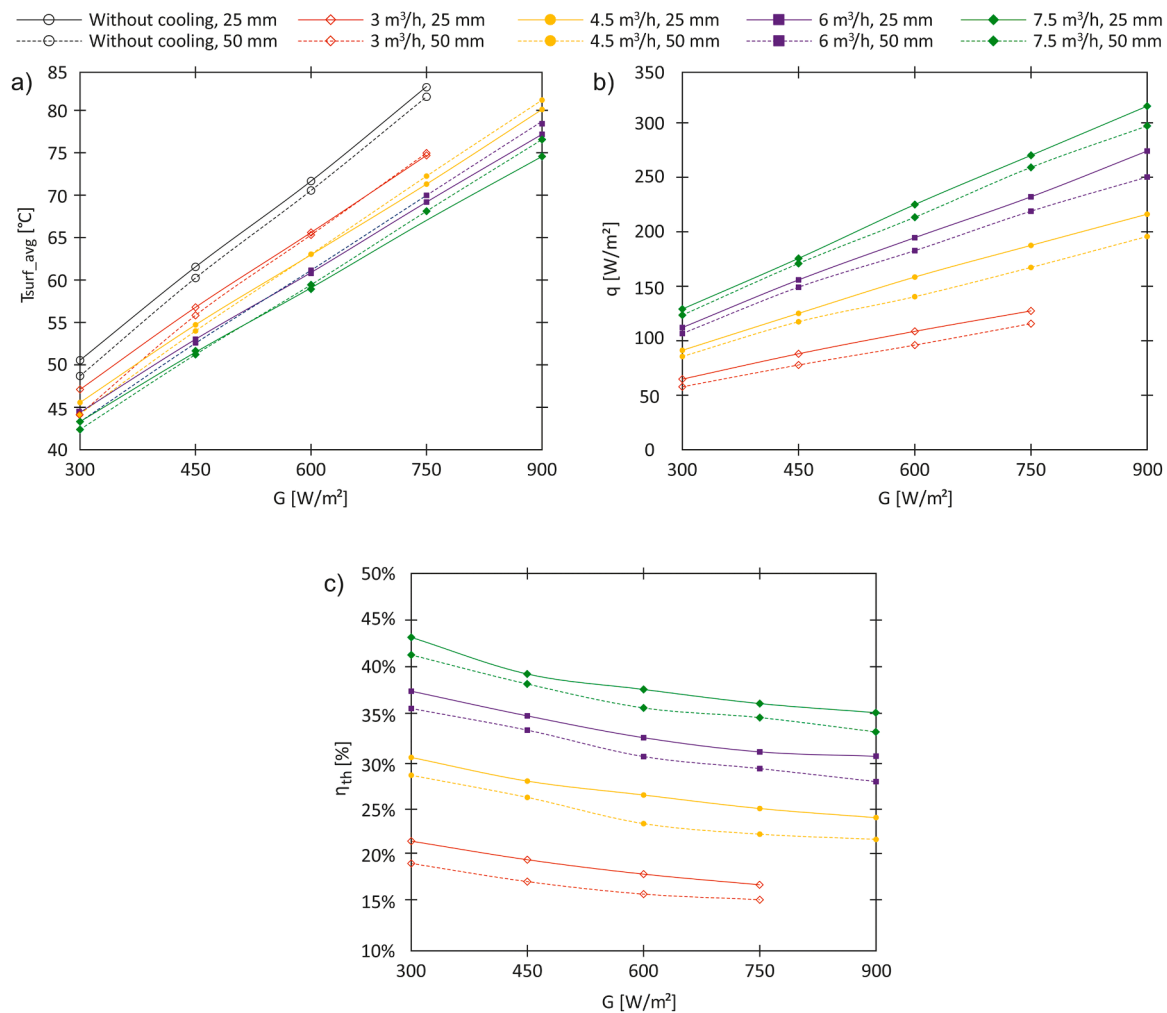 Without cooling, 25 mm 3 m³/h, 25 mm 4.5 m³/h, 25 mm 6 m³/h, 25 mm 7.5 m³/h, 25 mm
Without cooling, 50 mm 3 m³/h, 50 mm 4.5 m³/h, 50 mm 6 m³/h, 50 mm 7.5 m³/h, 50 mm
a)
85
80
75
70
65
60
55
50
45
40
Tsurf_avg [°C]
300 450 600 750 900
G [W/m²]
b)
350
300
250
200
150
100
50
0
q [W/m²]
300 450 600 750 900
G [W/m²]
c)
50%
45%
40%
35%
30%
25%
20%
15%
10%
ηth [%]
300 450 600 750 900
G [W/m²]